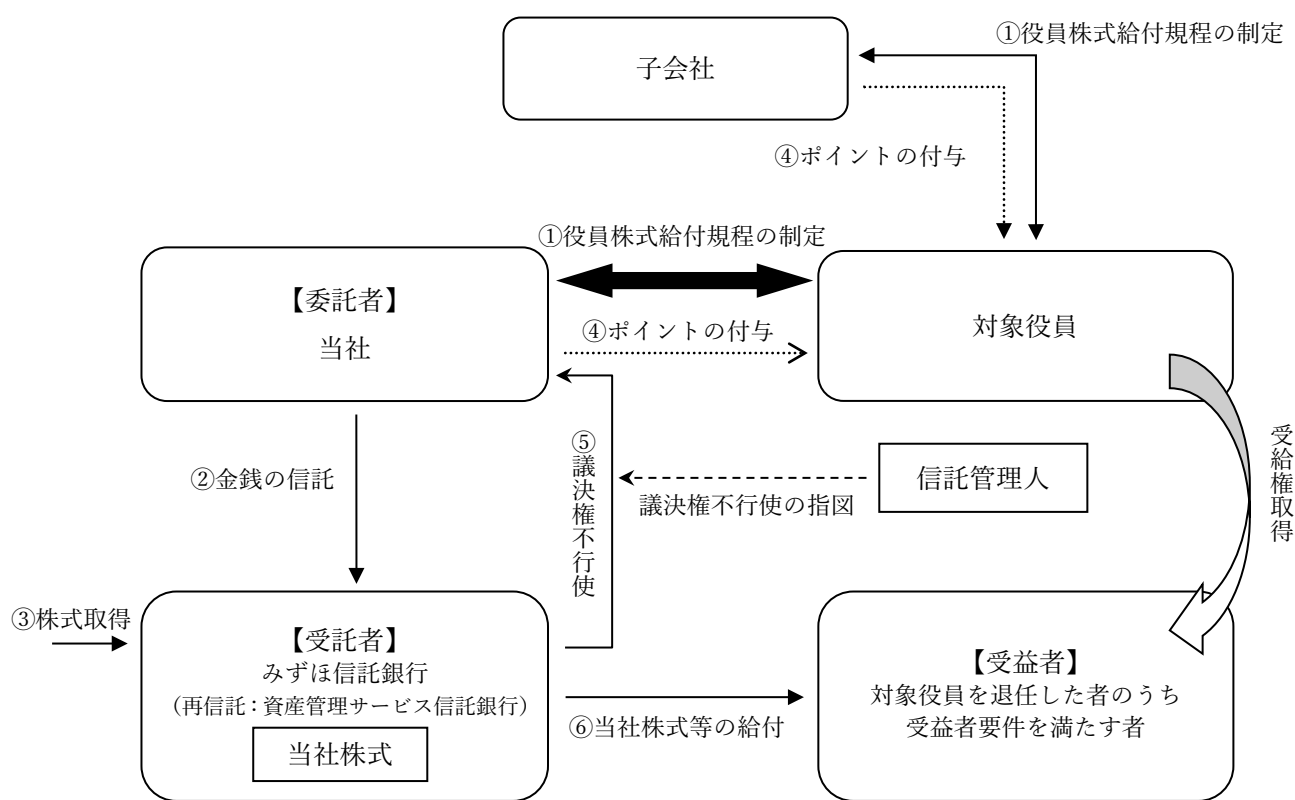 ①役員株式給付規程の制定
子会社
④ポイントの付与
①役員株式給付規程の制定
【委託者】
当社
④ポイントの付与
対象役員
②金銭の信託
⑤議決権不行使
議決権不行使の指図
信託管理人
受給権取得
③株式取得
【受託者】
みずほ信託銀行
（再信託：資産管理サービス信託銀行）
当社株式
⑥当社株式等の給付
【受益者】
対象役員を退任した者のうち
受益者要件を満たす者